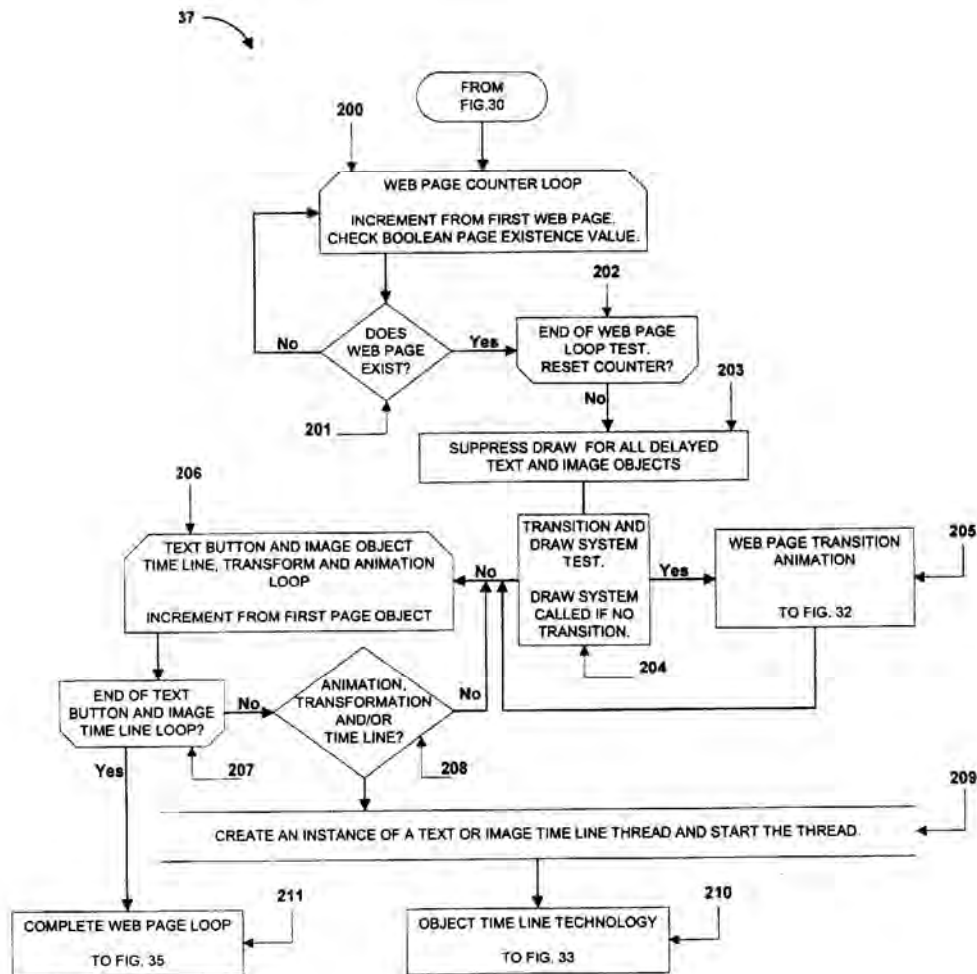 37
FROM
FIG.30
200
WEB PAGE COUNTER LOOP
INCREMENT FROM FIRST WEB PAGE,
CHECK BOOLEAN PAGE EXISTENCE VALUE.
202
DOES
WEB PAGE
EXIST?
No
Yes
END OF WEB PAGE
LOOP TEST.
RESET COUNTER?
201
No
203
SUPPRESS DRAW FOR ALL DELAYED
TEXT AND IMAGE OBJECTS
206
TEXT BUTTON AND IMAGE OBJECT
TIME LINE, TRANSFORM AND ANIMATION
LOOP
INCREMENT FROM FIRST PAGE OBJECT
No
TRANSITION AND
DRAW SYSTEM
TEST.
DRAW SYSTEM
CALLED IF NO
TRANSITION.
Yes
WEB PAGE TRANSITION
ANIMATION
TO FIG. 32
205
204
END OF TEXT
BUTTON AND IMAGE
TIME LINE LOOP?
No
ANIMATION,
TRANSFORMATION
AND/OR
TIME LINE?
No
Yes
207
208
209
CREATE AN INSTANCE OF A TEXT OR IMAGE TIME LINE THREAD AND START THE THREAD.
211
210
COMPLETE WEB PAGE LOOP
TO FIG. 35
OBJECT TIME LINE TECHNOLOGY
TO FIG. 33